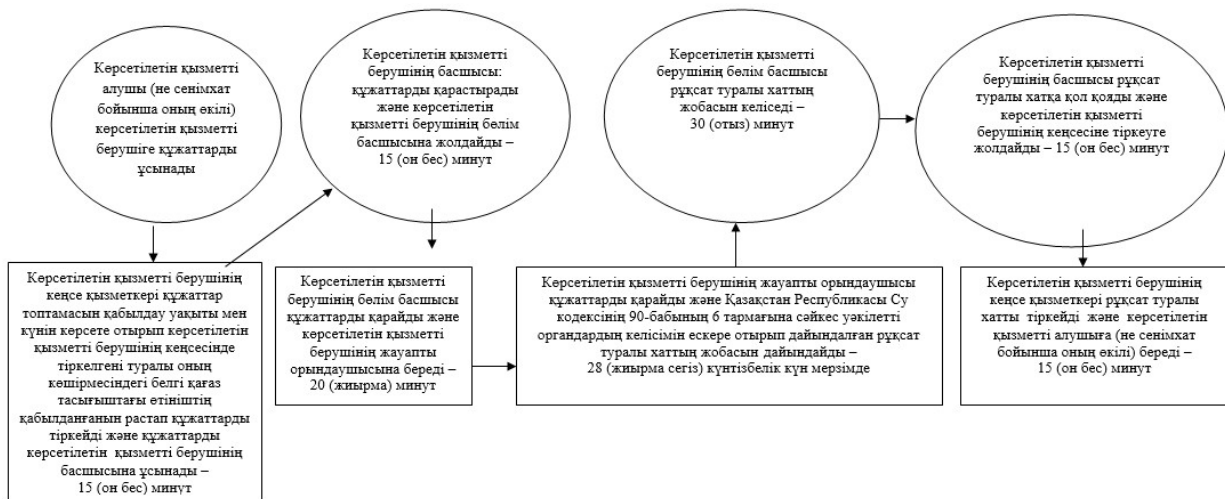 Көрсетілетін қызметті
алушы (не сенімхат
бойынша оның өкілі)
көрсетілетін қызметті
берушіге құжаттарды
ұсынады
Көрсетілетін қызметті берушінің
кеңсе қызметкері құжаттар
топтамасын қабылдау уақыты мен
күнін көрсете отырып көрсетілетін
қызметті берушінің кеңсесінде
тіркелгені туралы оның
көшірмесіндегі белгі қағаз
тасығыштағы өтініштің
қабылданғанын растап құжаттарды
тіркейді және құжаттарды
көрсетілетін қызметті берушінің
басшысына ұсынады –
15 (он бес) минут
Көрсетілетін қызметті
берушінің басшысы:
құжаттарды қарастырады
және көрсетілетін
қызметті берушінің бөлім
басшысына жолдайды –
15 (он бес) минут
Көрсетілетін қызметті
берушінің бөлім басшысы
құжаттарды қарайды және
көрсетілетін қызметті
берушінің жауапты
орындаушысына береді –
20 (жиырма) минут
Көрсетілетін қызметті берушінің жауапты орындаушысы
құжаттарды қарайды және Қазақстан Республикасы Су
кодексінің 90-бабының 6 тармағына сәйкес уәкілетті
органдардың келісімін ескере отырып дайындалған рұқсат
туралы хаттың жобасын дайындайды –
28 (жиырма сегіз) күнтізбелік күн мерзімде
Көрсетілетін қызметті
берушінің бөлім басшысы
рұқсат туралы хаттың
жобасын келіседі –
30 (отыз) минут
Көрсетілетін қызметті
берушінің басшысы рұқсат
туралы хатқа қол қояды және
көрсетілетін қызметті
берушінің кеңсесіне тіркеуге
жолдайды – 15 (он бес) минут
Көрсетілетін қызметті берушінің
кеңсе қызметкері рұқсат туралы
хатты тіркейді және көрсетілетін
қызметті алушыға (не сенімхат
бойынша оның өкілі) береді –
15 (он бес) минут